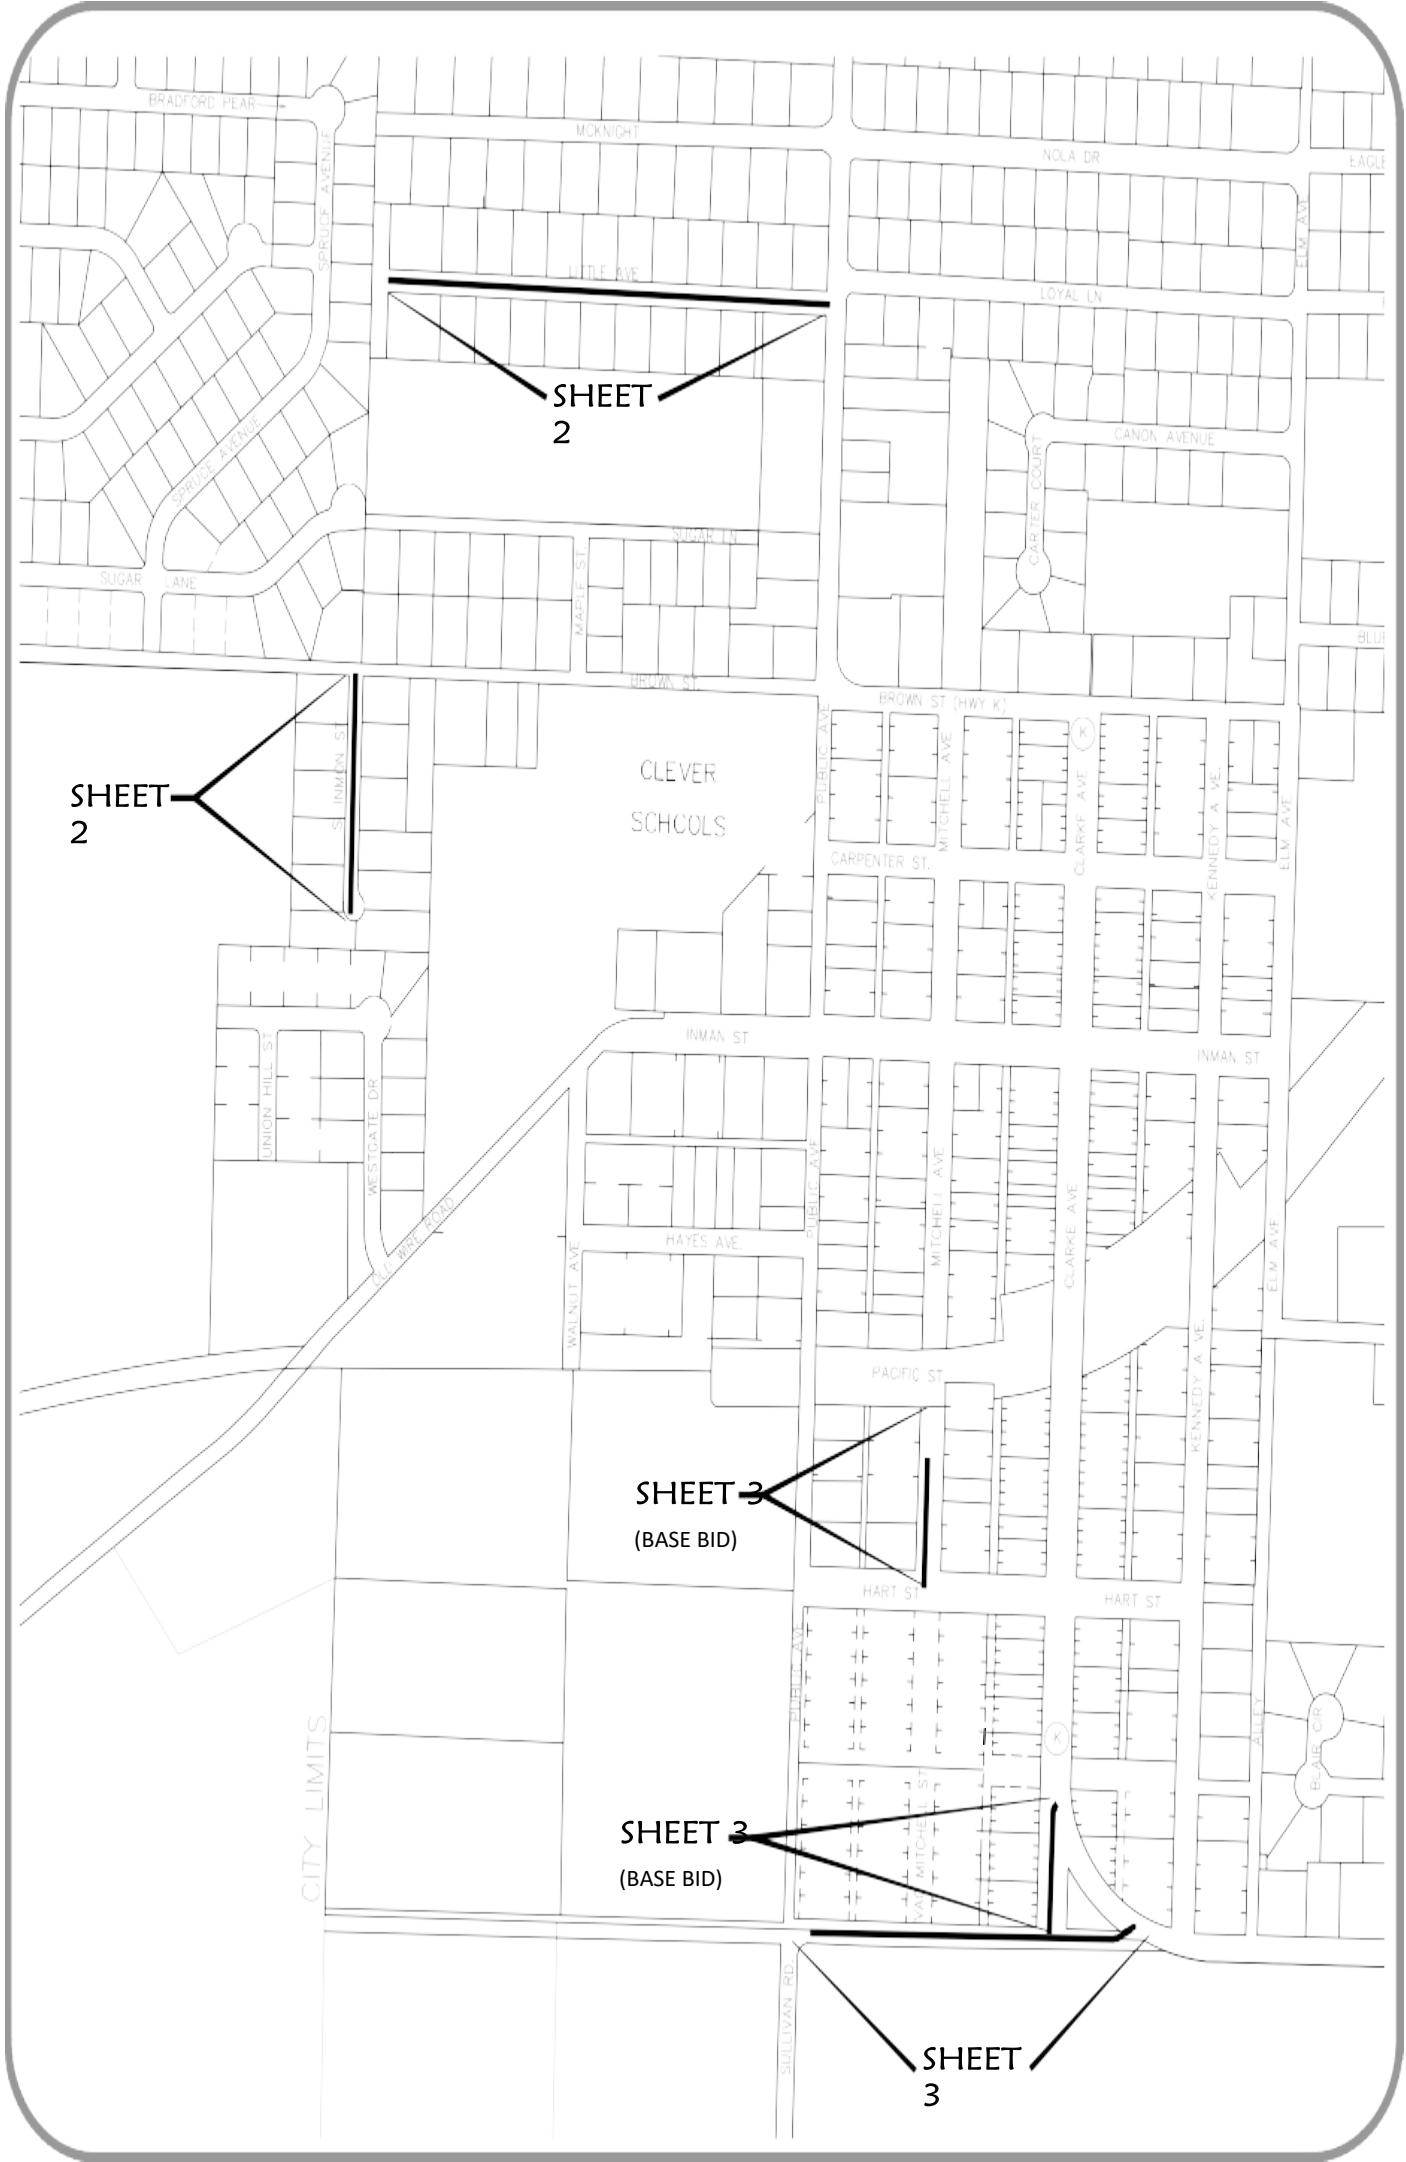 BRADFORD PEAR
MCKNIGHT
NOLA DR
EAGLE
SPRUCE AVENUE
ELM AVE
LITTLE AVE
LOYAL LN
SHEET
2
CANON AVENUE
SPRUCE AVENUE
CARTER COURT
SUGAR LN
SUGAR LANE
MAPLE ST.
BLU
BROWN ST.
BROWN ST (HWY K)
PUBLIC AVE
MITCHELL AVE
K
CLARKE AVE
KENNEDY A VE.
ELM AVE
S INMON ST
CLEVER
SCHOOLS
SHEET
2
CARPENTER ST.
INMAN ST
INMAN ST
UNION HILL ST
WESTGATE DR
OLD WIRE ROAD
PUBLIC AVE
MITCHELL AVE
CLARKE AVE
ELM AVE
HAYES AVE.
WALNUT AVE
KENNEDY A VE.
PACIFIC ST
SHEET 3
(BASE BID)
HART ST
HART ST
PUBLIC AVE
CITY LIMITS
K
ALLEY
BLAIR CIR
VAC MITCHELL ST
SHEET 3
(BASE BID)
SULLIVAN RD.
SHEET
3